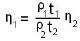 η₁ = ρ₁t₁/ρ₂t₂ η₂